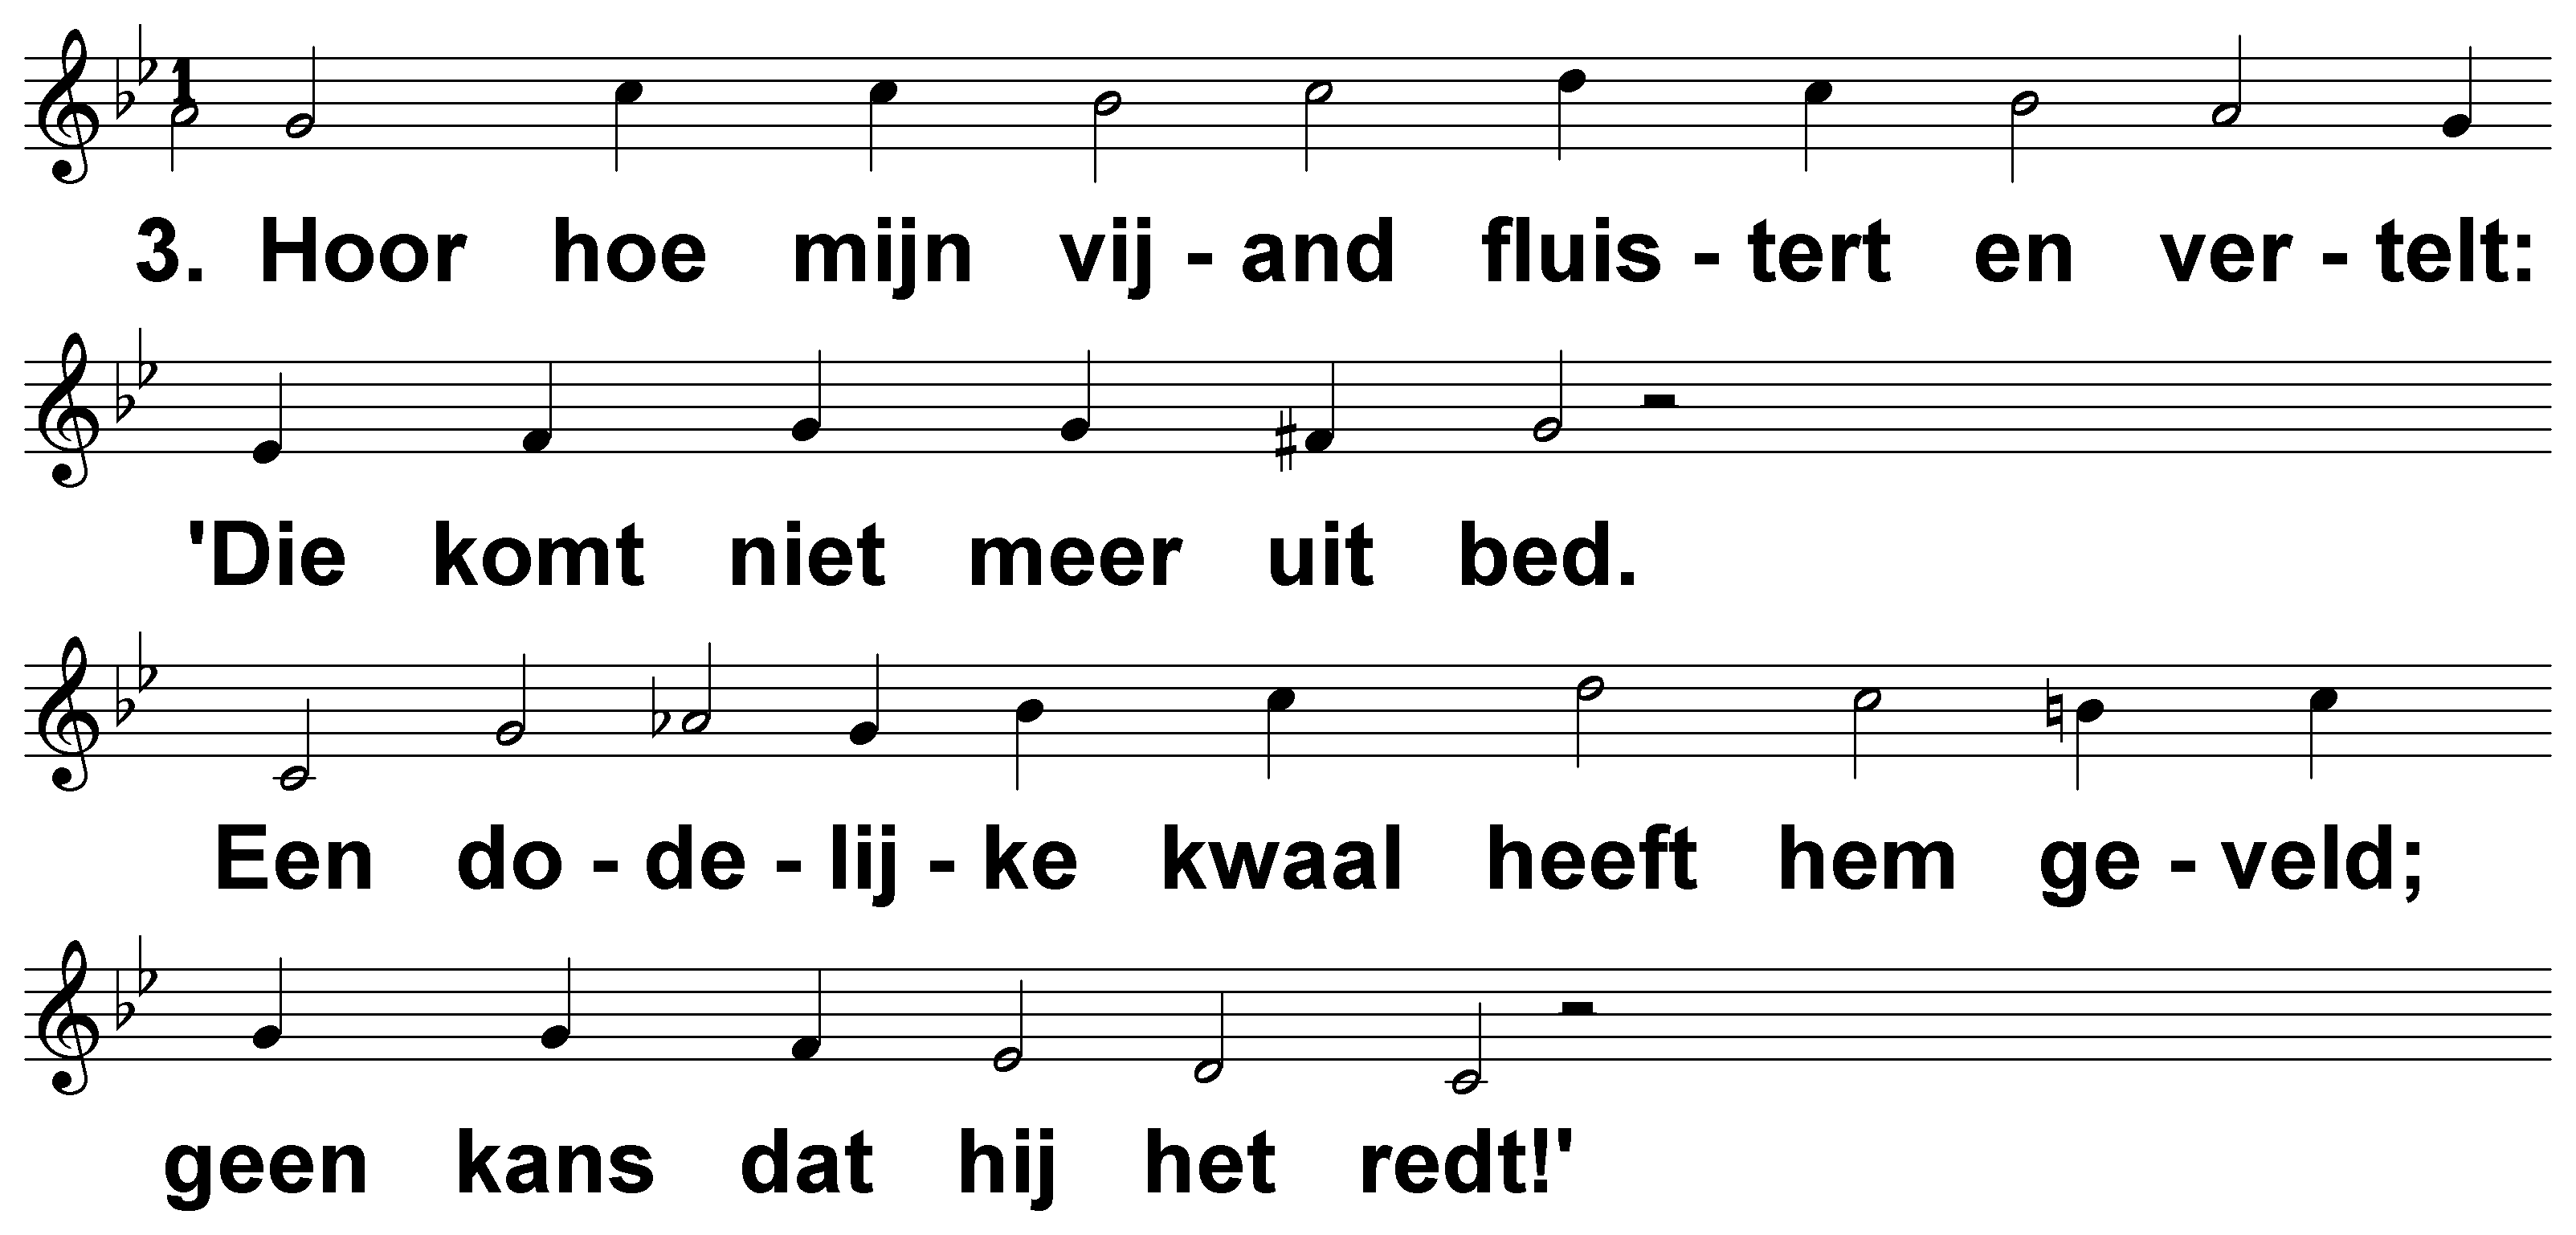 3. Hoor hoe mijn vij - and fluis - tert en ver - telt:
'Die komt niet meer uit bed.
Een do - de - lij - ke kwaal heeft hem ge - veld;
geen kans dat hij het redt!'